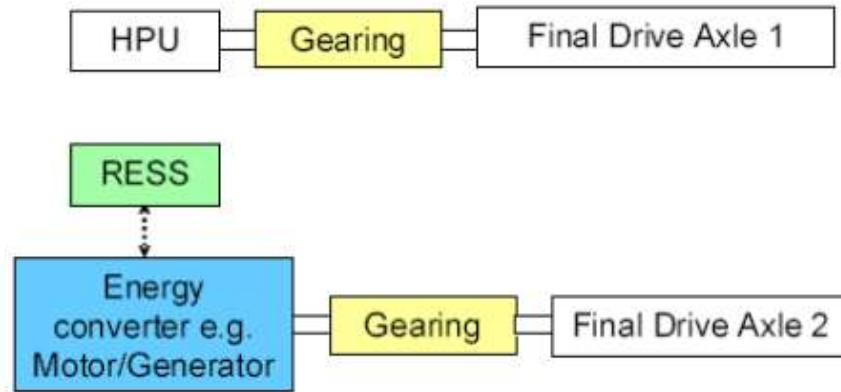 HPU
Gearing
Final Drive Axle 1
RESS
Energy
converter e.g.
Motor/Generator
Gearing
Final Drive Axle 2